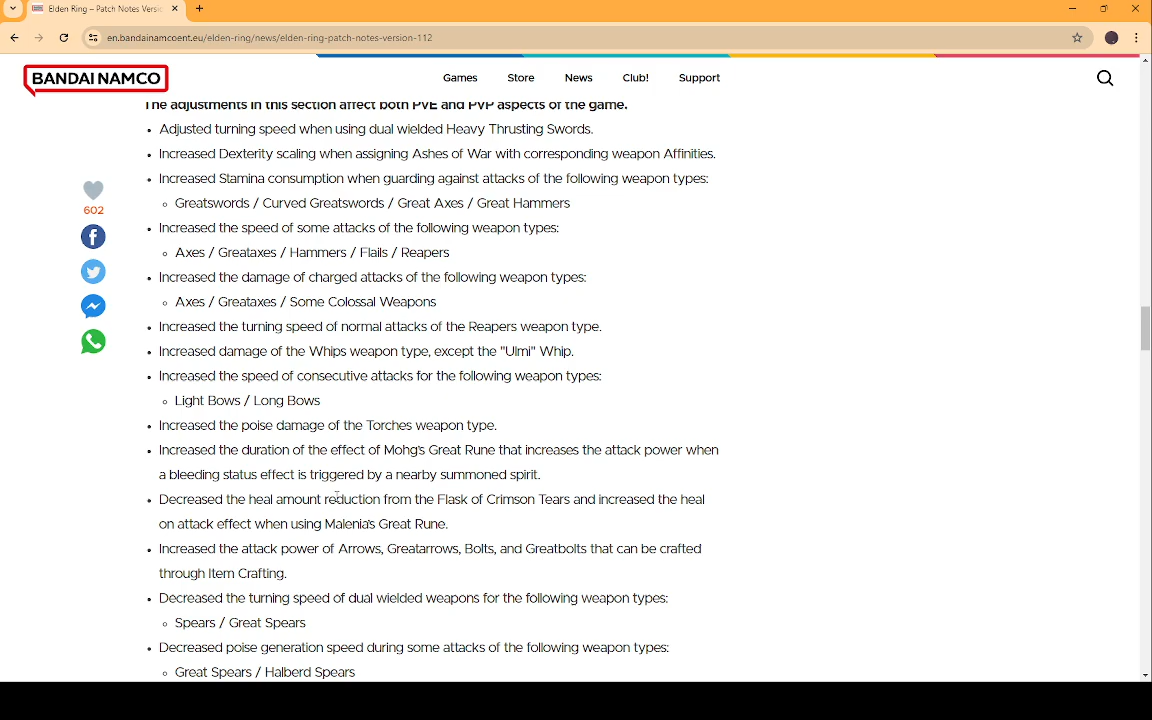 Elden Ring – Patch Notes Versic
en.bandainamcoent.eu/elden-ring/news/elden-ring-patch-notes-version-112
BANDAI NAMCO
Games Store News Club! Support
The adjustments in this section affect both PVE and PVP aspects of the game.
• Adjusted turning speed when using dual wielded Heavy Thrusting Swords.
• Increased Dexterity scaling when assigning Ashes of War with corresponding weapon Affinities.
• Increased Stamina consumption when guarding against attacks of the following weapon types:
602
Greatswords / Curved Greatswords / Great Axes / Great Hammers
• Increased the speed of some attacks of the following weapon types:
Axes / Greataxes / Hammers / Flails / Reapers
• Increased the damage of charged attacks of the following weapon types:
Axes / Greataxes / Some Colossal Weapons
• Increased the turning speed of normal attacks of the Reapers weapon type.
• Increased damage of the Whips weapon type, except the "Ulmi" Whip.
• Increased the speed of consecutive attacks for the following weapon types:
Light Bows / Long Bows
• Increased the poise damage of the Torches weapon type.
• Increased the duration of the effect of Mohg's Great Rune that increases the attack power when
a bleeding status effect is triggered by a nearby summoned spirit.
• Decreased the heal amount reduction from the Flask of Crimson Tears and increased the heal
on attack effect when using Malenia's Great Rune.
• Increased the attack power of Arrows, Greatarrows, Bolts, and Greatbolts that can be crafted
through Item Crafting.
• Decreased the turning speed of dual wielded weapons for the following weapon types:
Spears / Great Spears
• Decreased poise generation speed during some attacks of the following weapon types:
Great Spears / Halberd Spears